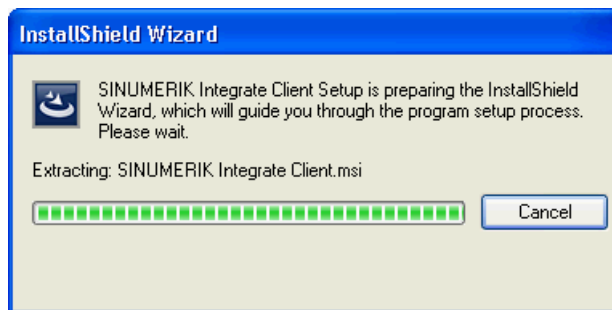 InstallShield Wizard
SINUMERIK Integrate Client Setup is preparing the InstallShield
Wizard, which will guide you through the program setup process.
Please wait.
Extracting: SINUMERIK Integrate Client.msi
Cancel